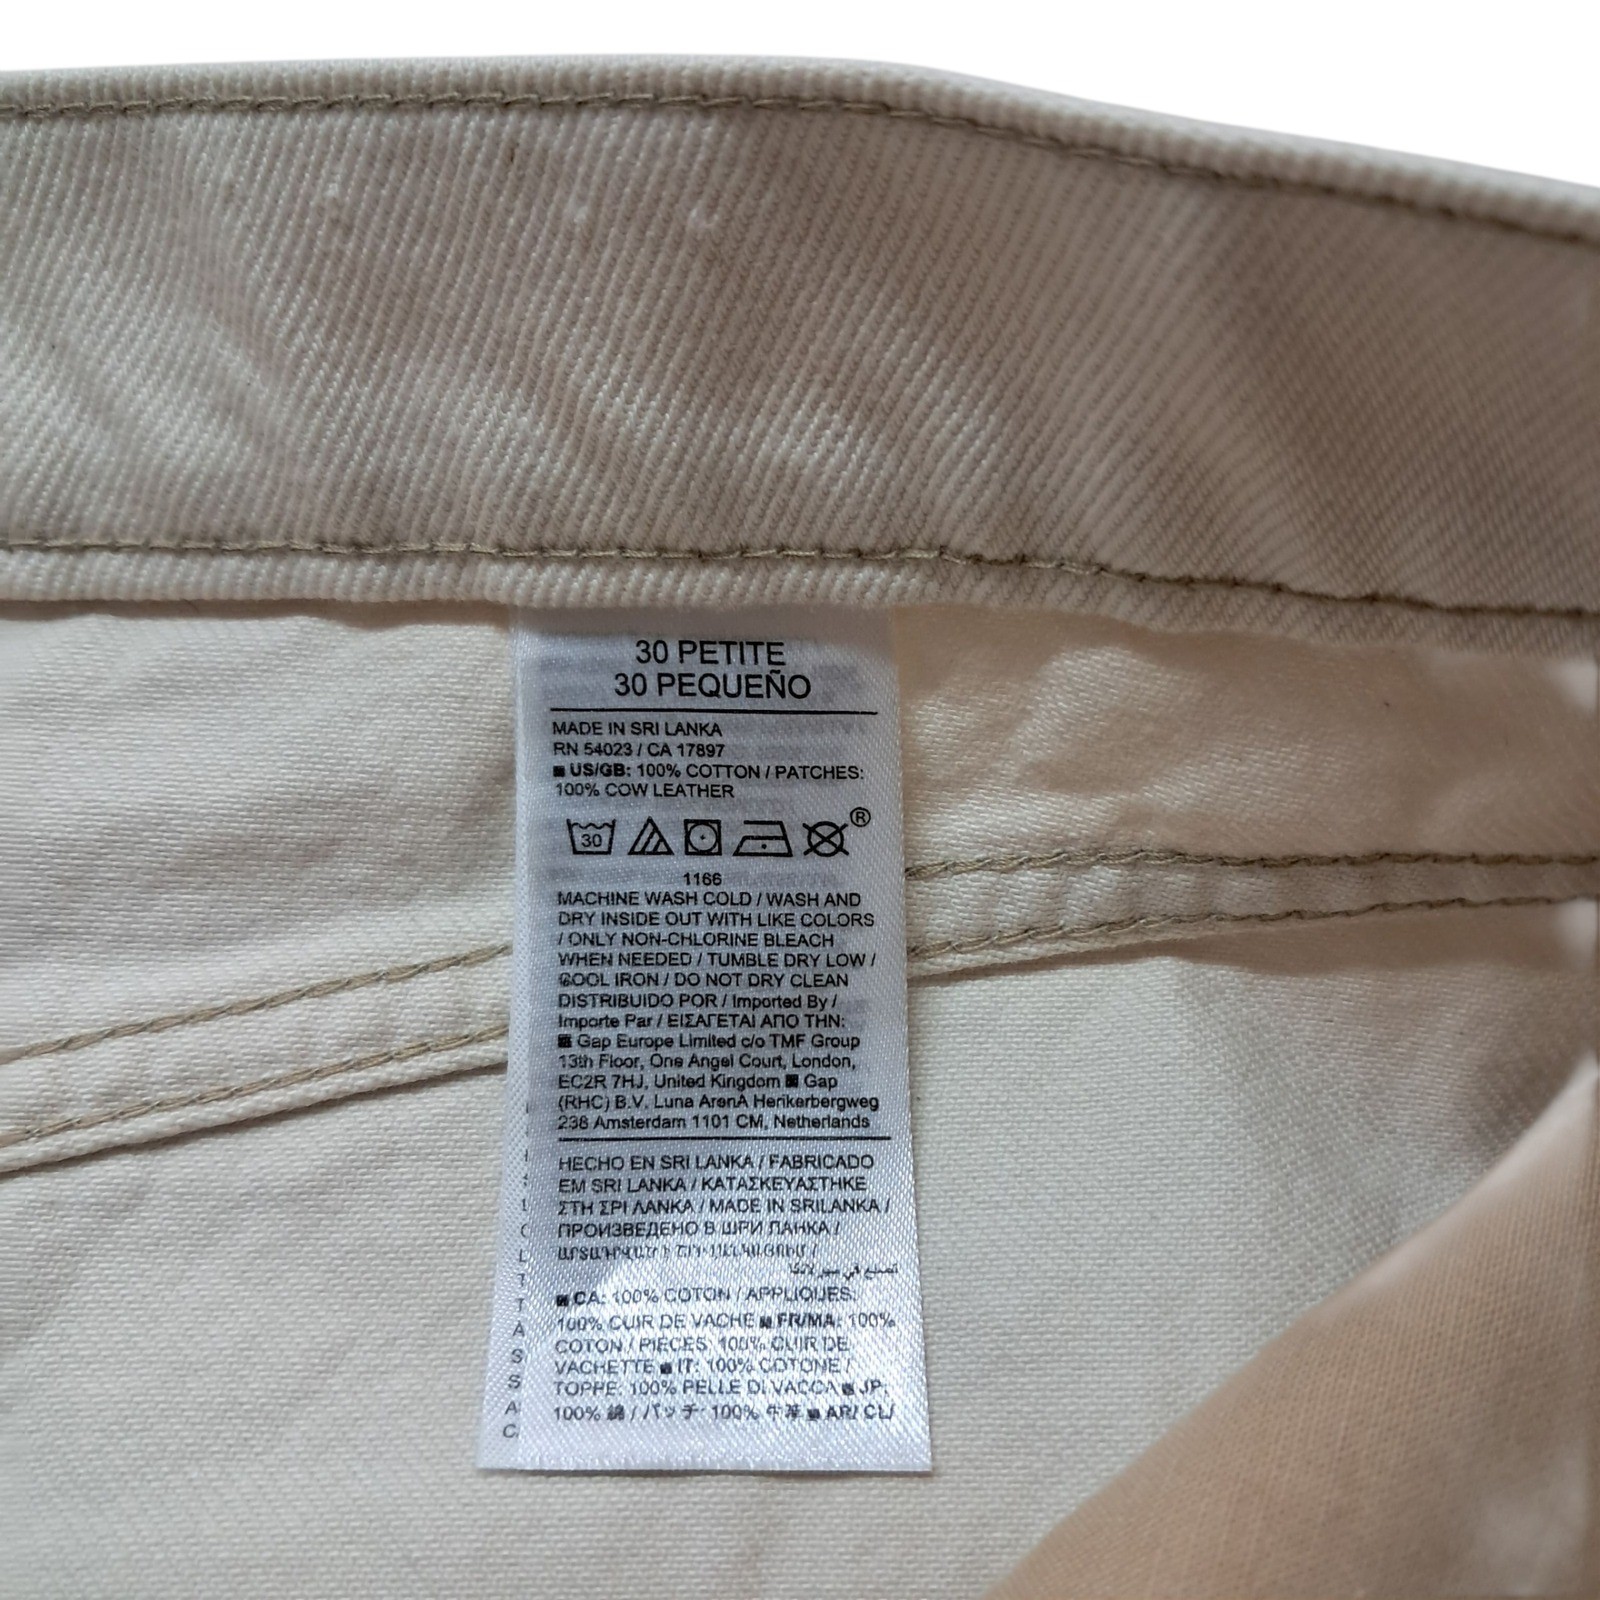 30 PETITE
30 PEQUEÑO
MADE IN SRI LANKA
RN 54023 / CA 17897
US/GB: 100% COTTON / PATCHES:
100% COW LEATHER
30
®
1166
MACHINE WASH COLD / WASH AND
DRY INSIDE OUT WITH LIKE COLORS
/ ONLY NON-CHLORINE BLEACH
WHEN NEEDED / TUMBLE DRY LOW /
COOL IRON / DO NOT DRY CLEAN
DISTRIBUIDO POR / Imported By /
Importe Par / ΕΙΣΑΓΕΤΑΙ ΑΠΟ ΤΗΝ:
Gap Europe Limited c/o TMF Group
13th Floor, One Angel Court, London,
EC2R 7HJ, United Kingdom Gap
(RHC) B.V. Luna ArenA Herikerbergweg
238 Amsterdam 1101 CM, Netherlands
HECHO EN SRI LANKA / FABRICADO
EM SRI LANKA / ΚΑΤΑΣΚΕΥΑΣΤΗΚΕ
ΣΤΗ ΣΡΙ ΛΑΝΚΑ / MADE IN SRILANKA /
ПРОИЗВЕДЕНО В ШРИ ЛАНКА /
CA: 100% COTON / APPLIQUES:
100% CUIR DE VACHE FR/MA: 100%
COTON / PIÈCES: 100% CUIR DE
VACHETTE IT: 100% COTONE /
TOPPE: 100% PELLE DI VACCA JP:
100% 綿 / パッチ: 100% 牛革 AR/ CL/